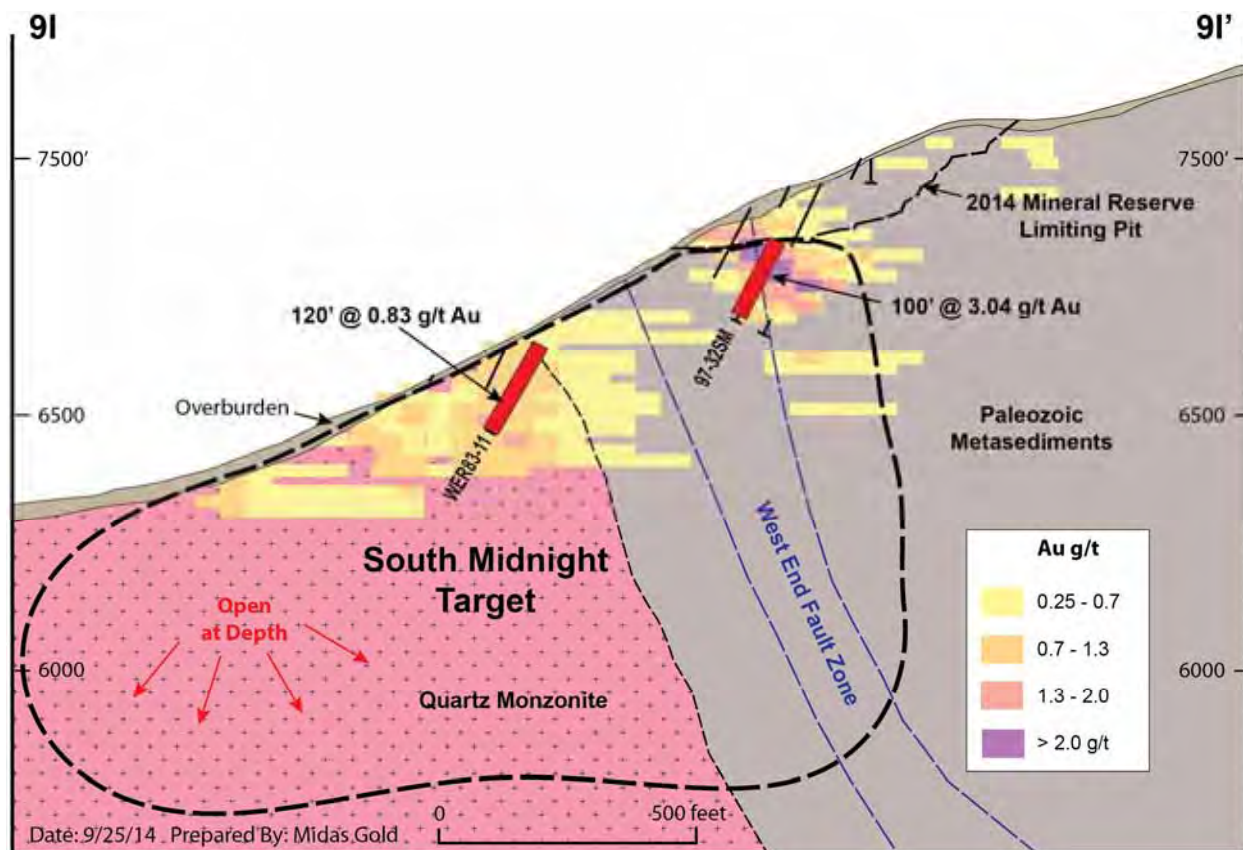 9I
9I'
7500'
7500'
2014 Mineral Reserve
Limiting Pit
120' @ 0.83 g/t Au
100' @ 3.04 g/t Au
97-32SM
Overburden
6500
6500
WER83-11
Paleozoic
Metasediments
South Midnight
Target
West End Fault Zone
Au g/t
0.25 - 0.7
0.7 - 1.3
1.3 - 2.0
> 2.0 g/t
Open
at Depth
6000
6000
Quartz Monzonite
0
500 feet
Date: 9/25/14 Prepared By: Midas Gold